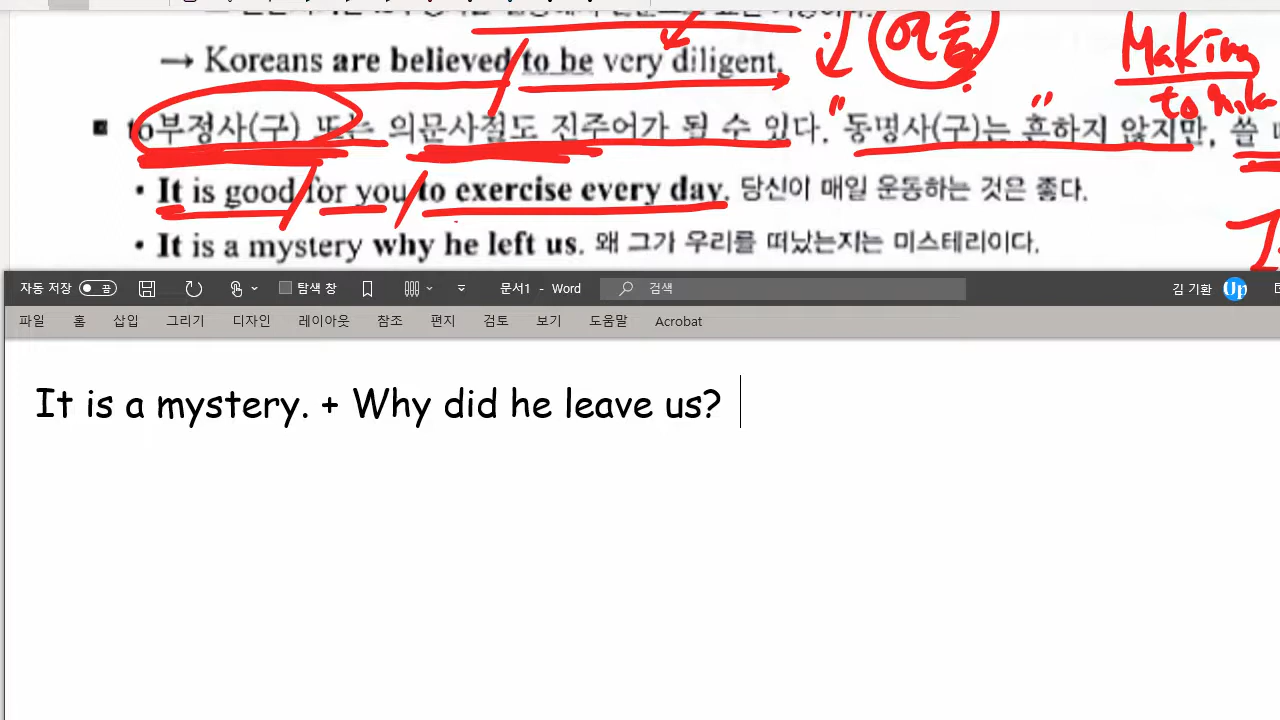 → Koreans are believed to be very diligent.
Making
■ to부정사(구) 또는 의문사절도 진주어가 될 수 있다. 동명사(구)는 흔하지 않지만, 쓸
• It is good for you to exercise every day. 당신이 매일 운동하는 것은 좋다.
• It is a mystery why he left us. 왜 그가 우리를 떠났는지는 미스테리이다.
자동 저장 탐색 창 문서1 - Word 검색 김 기환
파일 홈 삽입 그리기 디자인 레이아웃 참조 편지 검토 보기 도움말 Acrobat
It is a mystery. + Why did he leave us?